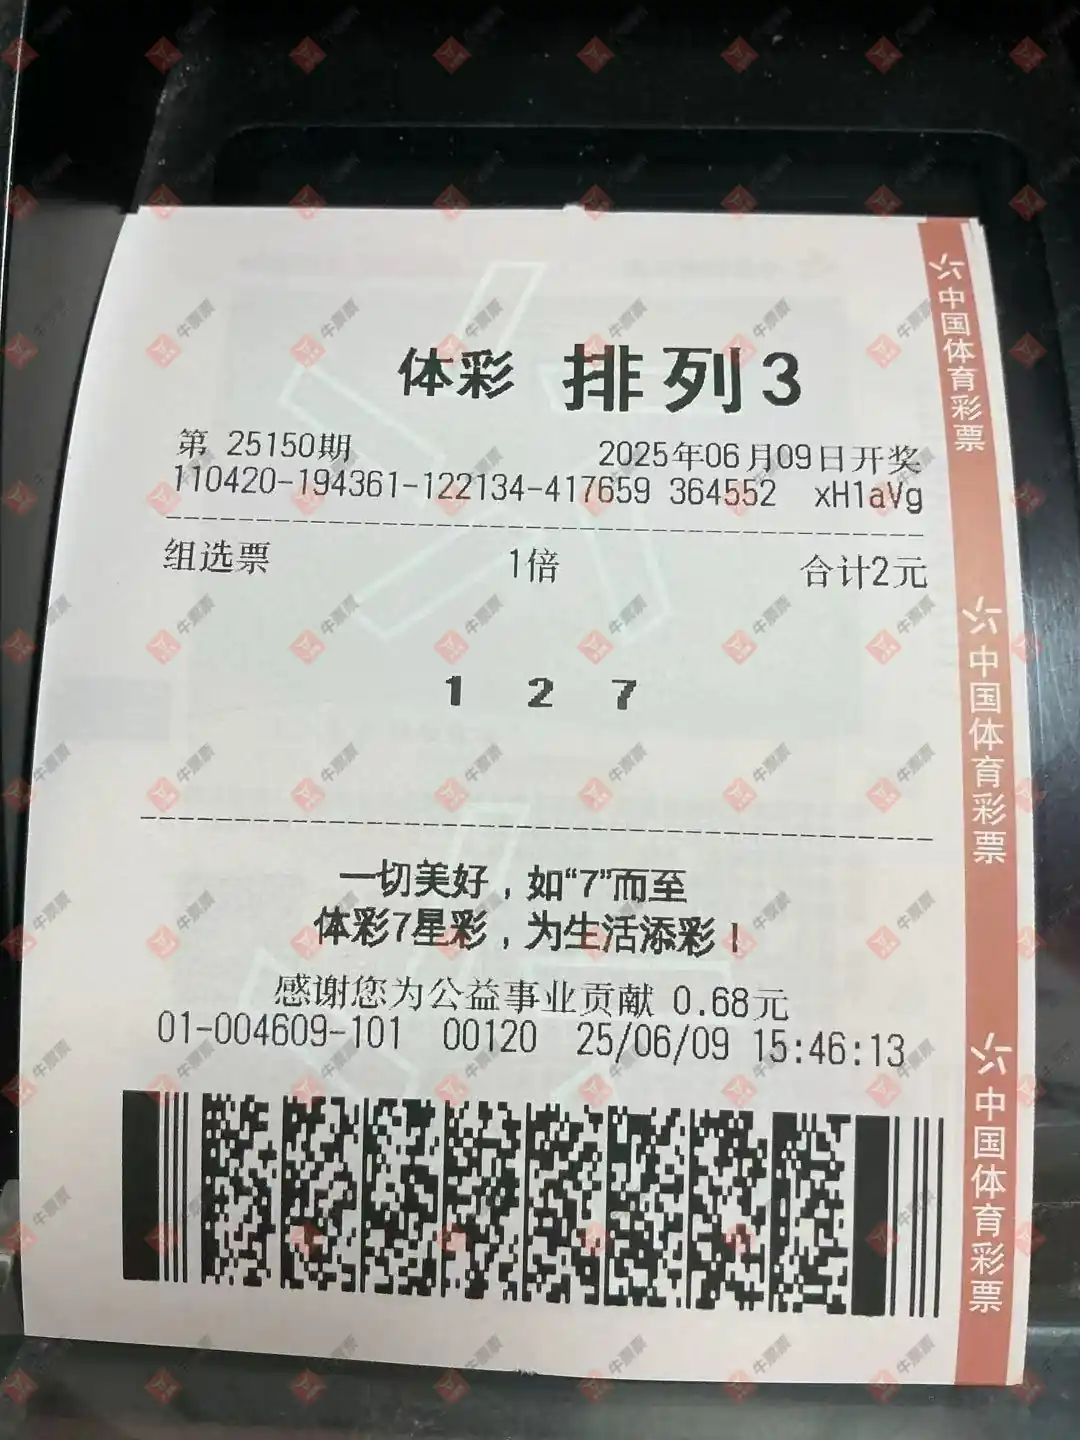 体彩 排列3
第 25150期 2025年06月09日开奖
110420-194361-122134-417659 364552 xH1aVg
组选票 1倍 合计2元
1 2 7
一切美好，如“7”而至
体彩7星彩，为生活添彩！
感谢您为公益事业贡献 0.68元
01-004609-101 00120 25/06/09 15:46:13
中国体育彩票
中国体育彩票
中国体育彩票
牛票票